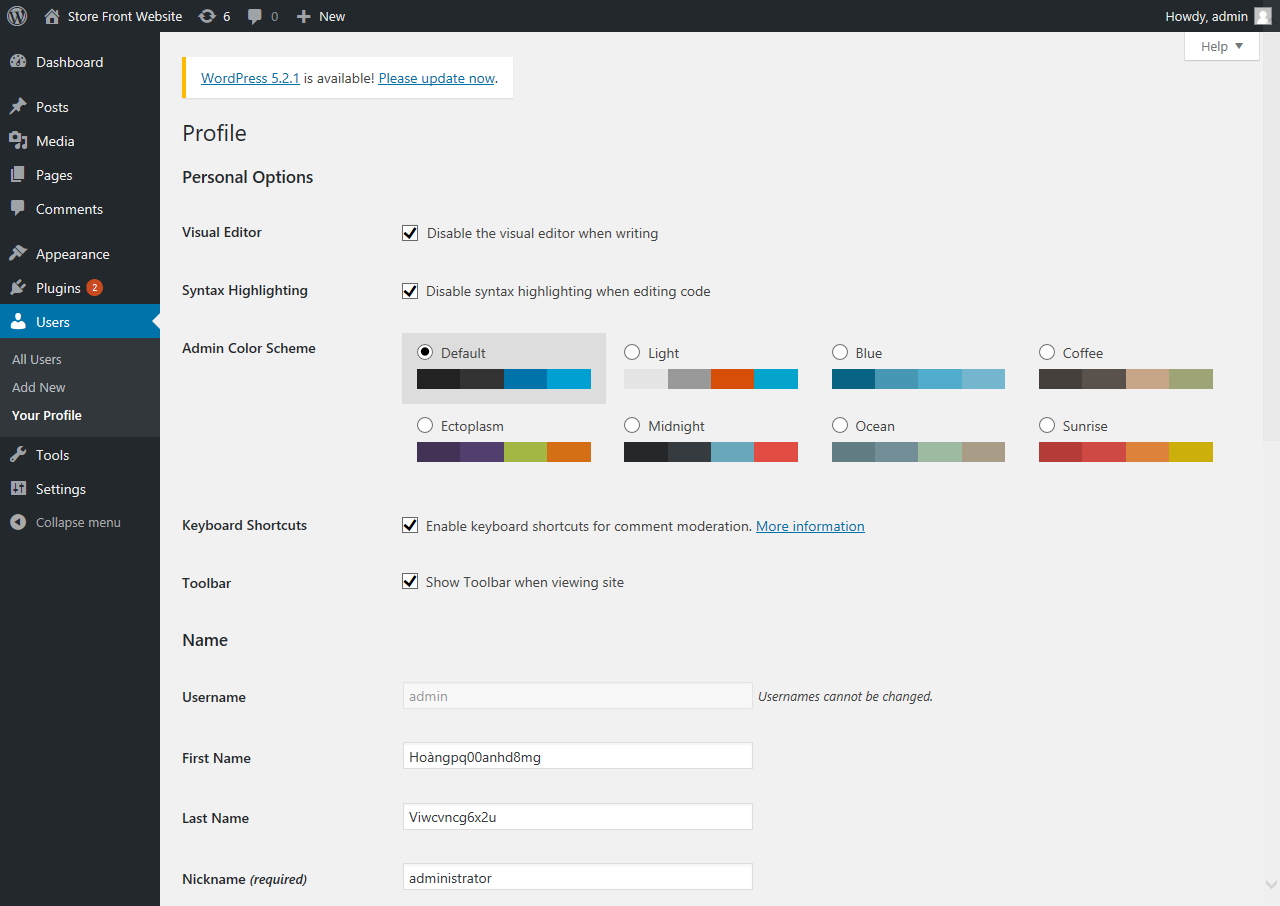 Store Front Website 6 0 New Howdy, admin
Help
Dashboard
Posts
Media
Pages
Comments
Appearance
Plugins 2
Users
All Users
Add New
Your Profile
Tools
Settings
Collapse menu
WordPress 5.2.1 is available! Please update now.
Profile
Personal Options
Visual Editor Disable the visual editor when writing
Syntax Highlighting Disable syntax highlighting when editing code
Admin Color Scheme Default Light Blue Coffee
Ectoplasm Midnight Ocean Sunrise
Keyboard Shortcuts Enable keyboard shortcuts for comment moderation. More information
Toolbar Show Toolbar when viewing site
Name
Username admin Usernames cannot be changed.
First Name Hoàngpq00anhd8mg
Last Name Viwcvncg6x2u
Nickname (required) administrator